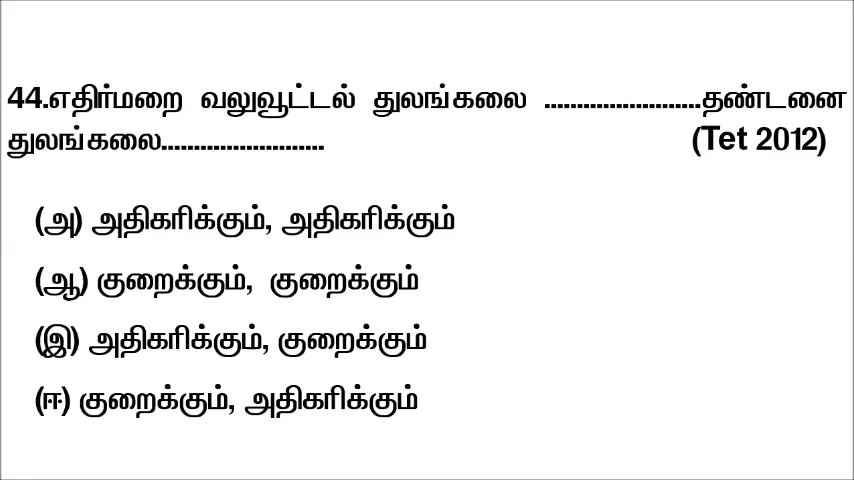 44.எதிர்மறை வலுவூட்டல் துலங்கலை ........................தண்டனை
துலங்கலை......................... (Tet 2012)
(அ) அதிகரிக்கும், அதிகரிக்கும்
(ஆ) குறைக்கும், குறைக்கும்
(இ) அதிகரிக்கும், குறைக்கும்
(ஈ) குறைக்கும், அதிகரிக்கும்